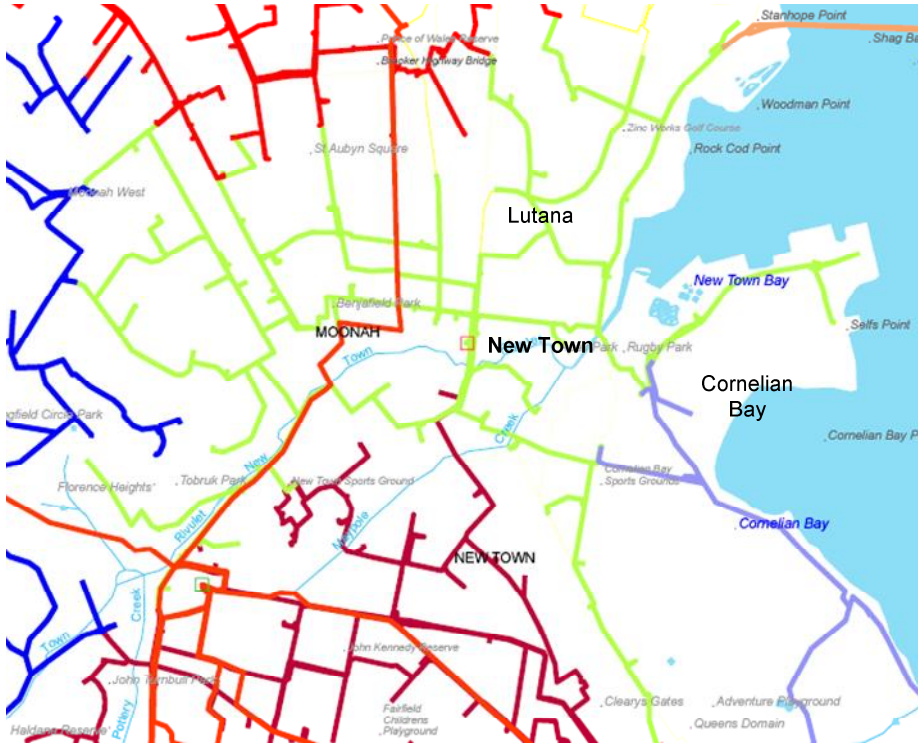 Stanhope Point
Prince of Wales Reserve
Shag Ba
Brooker Highway Bridge
Woodman Point
Zinc Works Golf Course
St Aubyn Square
Rock Cod Point
Moonah West
Lutana
New Town Bay
Benjafield Park
MOONAH
Selfs Point
New Town
Park
Rugby Park
Town
Cornelian
Bay
ngfield Circle Park
Creek
Cornelian Bay P
New
Cornelian Bay
Sports Grounds
Florence Heights'
Tobruk Park
New Town Sports Ground
Rivulet
Maypole
Cornelian Bay
NEW TOWN
Creek
Town
John Kennedy Reserve
John Turnbull Park
Clearys Gates
Adventure Playground
Fairfield
Childrens
Playground
Queens Domain
Haldane Reserve'
Pottery